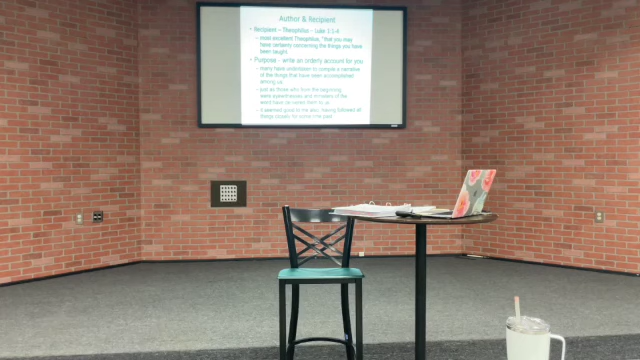 Author & Recipient
• Recipient – Theophilus – Luke 1:1-4
– most excellent Theophilus, "that you may
have certainty concerning the things you have
been taught.
• Purpose – write an orderly account for you
– many have undertaken to compile a narrative
of the things that have been accomplished
among us
– just as those who from the beginning
were eyewitnesses and ministers of the
word have delivered them to us
– it seemed good to me also, having followed all
things closely for some time past